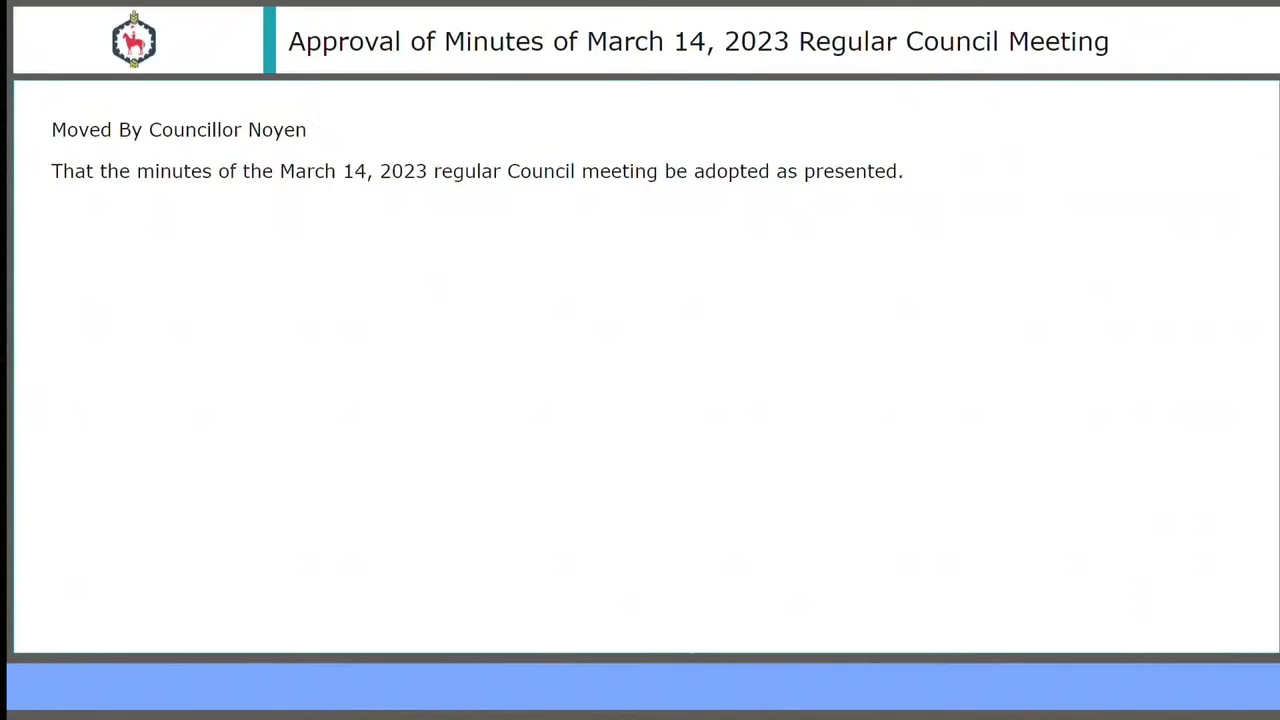 Approval of Minutes of March 14, 2023 Regular Council Meeting
Moved By Councillor Noyen
That the minutes of the March 14, 2023 regular Council meeting be adopted as presented.